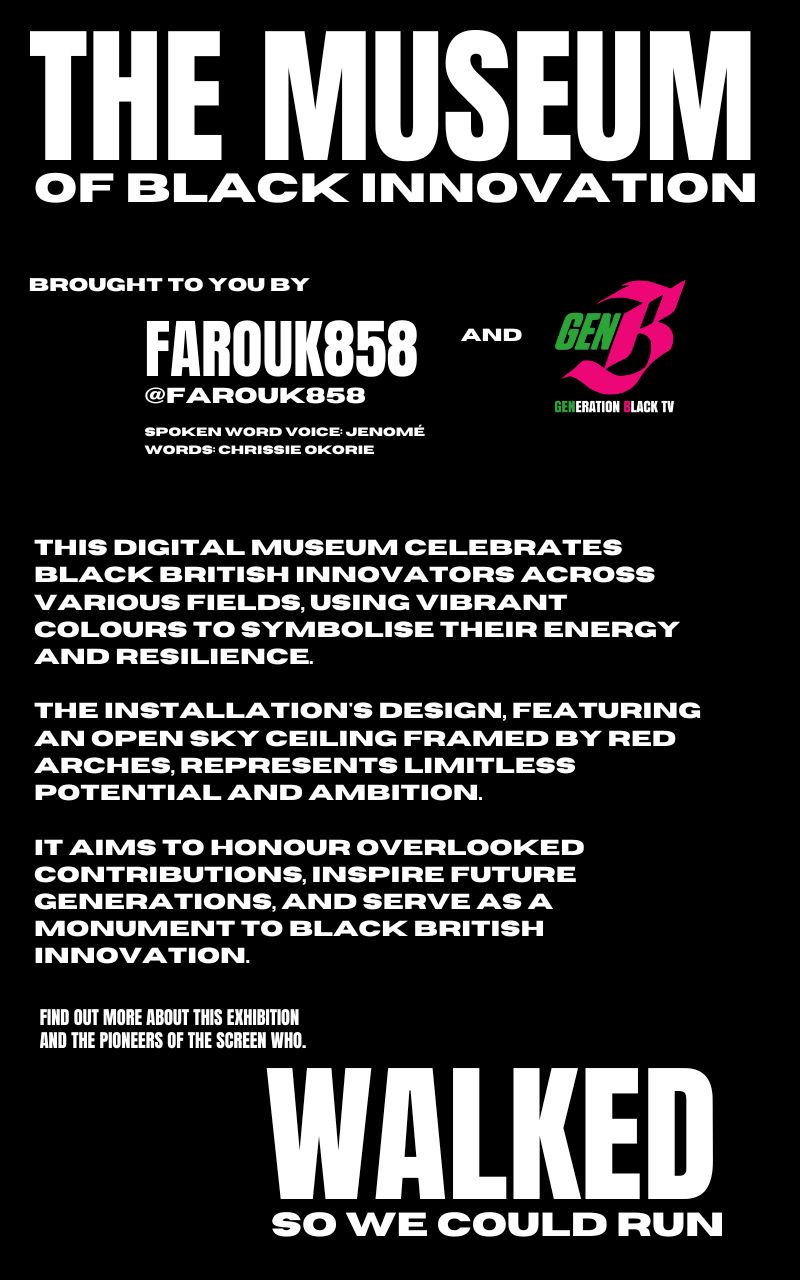 THE MUSEUM
OF BLACK INNOVATION
BROUGHT TO YOU BY
FAROUK858
@FAROUK858
SPOKEN WORD VOICE: JENOMÉ
WORDS: CHRISSIE OKORIE
AND
GEN B
GENERATION BLACK TV
THIS DIGITAL MUSEUM CELEBRATES
BLACK BRITISH INNOVATORS ACROSS
VARIOUS FIELDS, USING VIBRANT
COLOURS TO SYMBOLISE THEIR ENERGY
AND RESILIENCE.
THE INSTALLATION'S DESIGN, FEATURING
AN OPEN SKY CEILING FRAMED BY RED
ARCHES, REPRESENTS LIMITLESS
POTENTIAL AND AMBITION.
IT AIMS TO HONOUR OVERLOOKED
CONTRIBUTIONS, INSPIRE FUTURE
GENERATIONS, AND SERVE AS A
MONUMENT TO BLACK BRITISH
INNOVATION.
FIND OUT MORE ABOUT THIS EXHIBITION
AND THE PIONEERS OF THE SCREEN WHO.
WALKED
SO WE COULD RUN